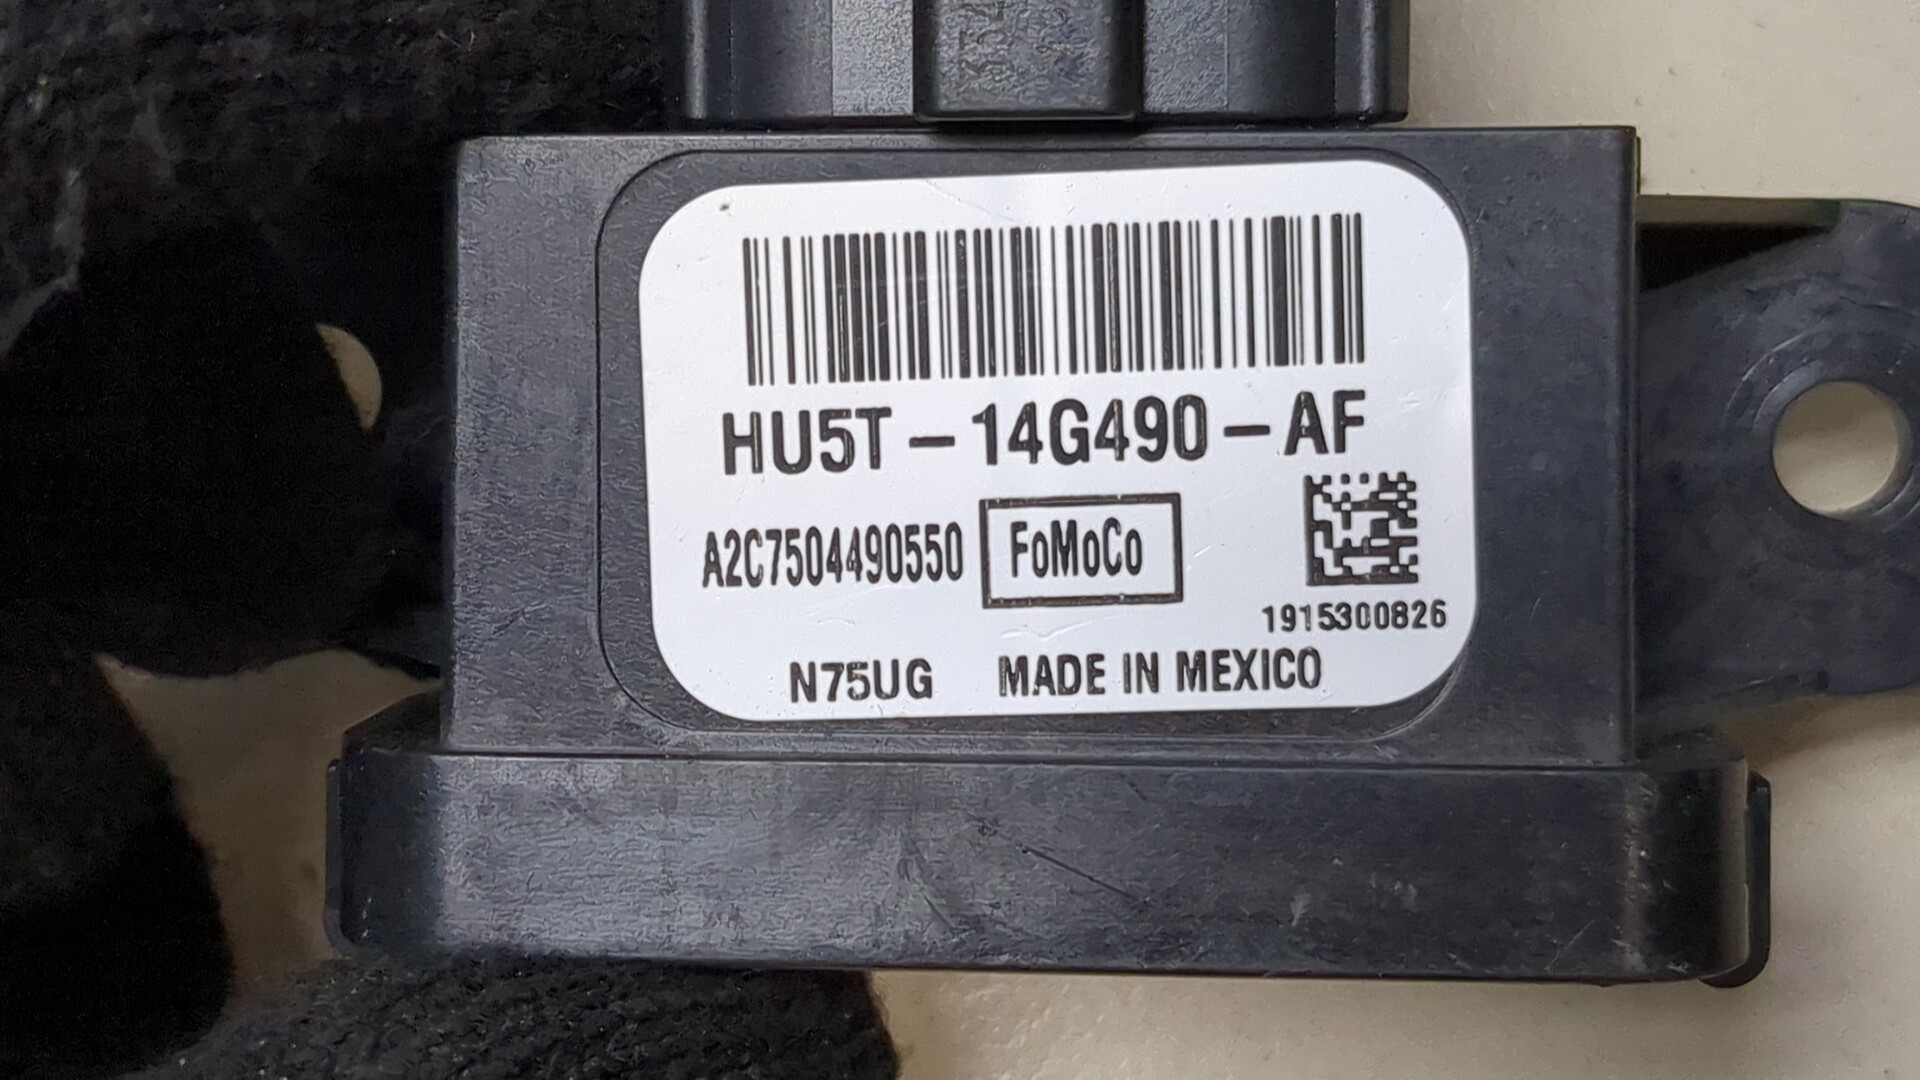 HU5T-14G490-AF
A2C7504490550 FoMoCo
1915300826
N75UG MADE IN MEXICO